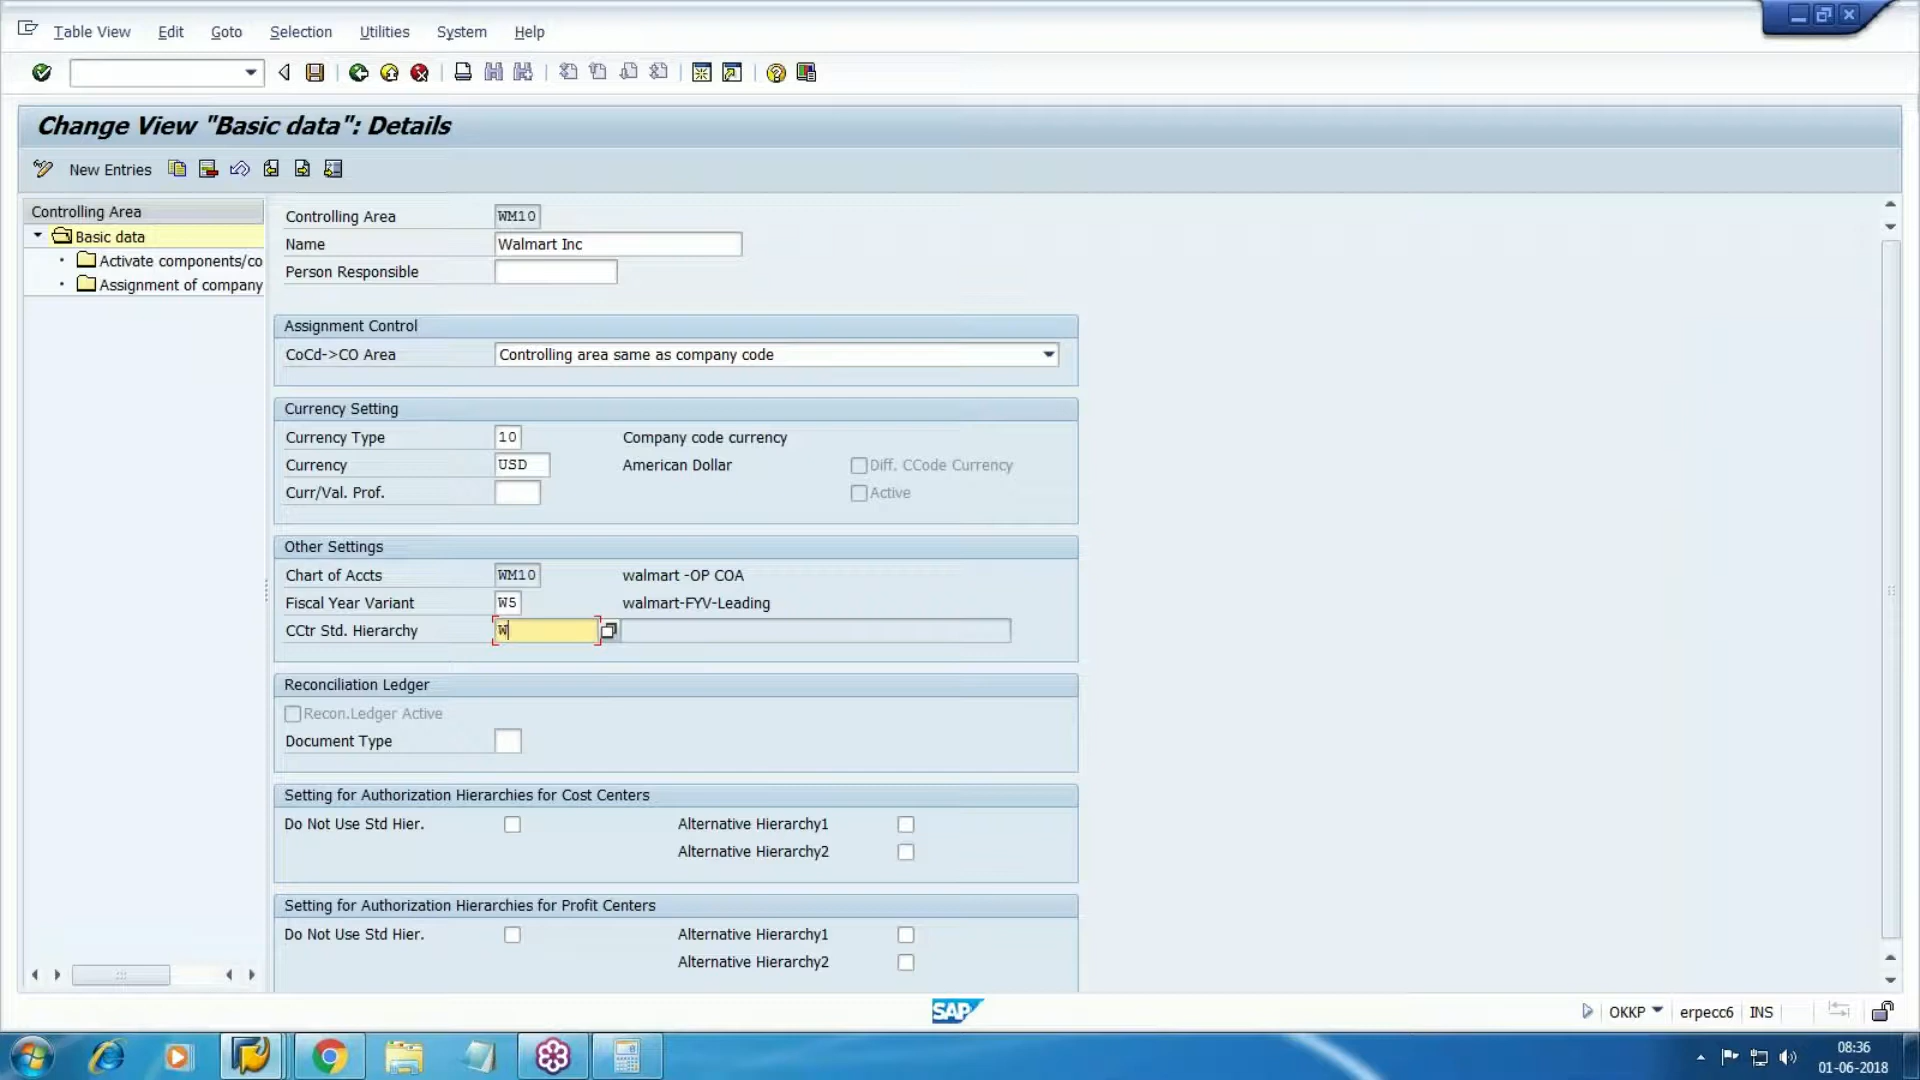 Table View Edit Goto Selection Utilities System Help
Change View "Basic data": Details
New Entries
Controlling Area
Basic data
Activate components/co
Assignment of company
Controlling Area WM10
Name Walmart Inc
Person Responsible
Assignment Control
CoCd->CO Area Controlling area same as company code
Currency Setting
Currency Type 10 Company code currency
Currency USD American Dollar Diff. CCode Currency
Curr/Val. Prof. Active
Other Settings
Chart of Accts WM10 walmart -OP COA
Fiscal Year Variant W5 walmart-FYV-Leading
CCtr Std. Hierarchy W
Reconciliation Ledger
Recon.Ledger Active
Document Type
Setting for Authorization Hierarchies for Cost Centers
Do Not Use Std Hier. Alternative Hierarchy1
Alternative Hierarchy2
Setting for Authorization Hierarchies for Profit Centers
Do Not Use Std Hier. Alternative Hierarchy1
Alternative Hierarchy2
SAP
OKKP erpecc6 INS
08:36
01-06-2018